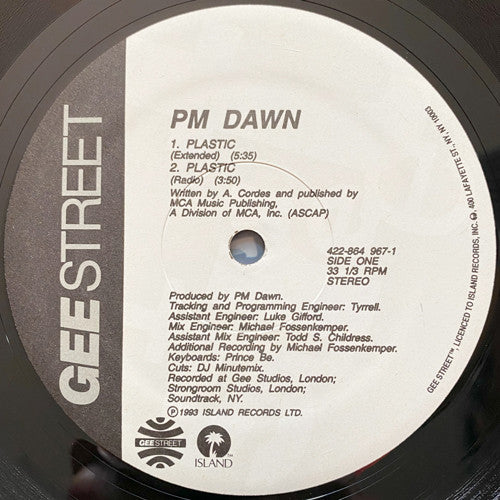 GEE STREET
PM DAWN
1. PLASTIC
(Extended) (5:35)
2. PLASTIC
(Radio) (3:50)
Written by A. Cordes and published by
MCA Music Publishing,
A Division of MCA, Inc. (ASCAP)
422-864 967-1
SIDE ONE
33 1/3 RPM
STEREO
Produced by PM Dawn.
Tracking and Programming Engineer: Tyrrell.
Assistant Engineer: Luke Gifford.
Mix Engineer: Michael Fossenkemper.
Assistant Mix Engineer: Todd S. Childress.
Additional Recording by Michael Fossenkemper.
Keyboards: Prince Be.
Cuts: DJ Minutemix.
Recorded at Gee Studios, London;
Strongroom Studios, London;
Soundtrack, NY.
℗1993 ISLAND RECORDS LTD.
GEE STREET
ISLAND™
GEE STREET™, LICENCED TO ISLAND RECORDS, INC. 400 LAFAYETTE ST., NY, NY 10003